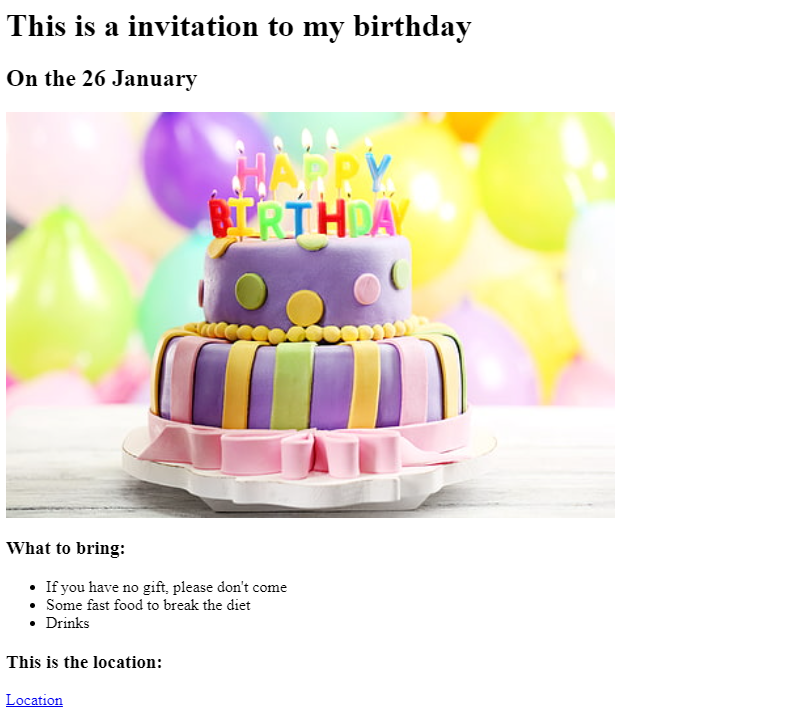 This is a invitation to my birthday
On the 26 January
HAPPY
BIRTHDAY
What to bring:
If you have no gift, please don't come
Some fast food to break the diet
Drinks
This is the location:
Location